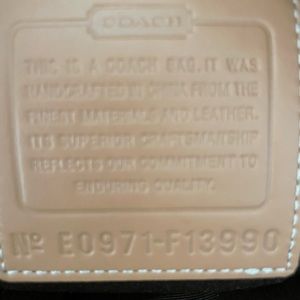 COACH
THIS IS A COACH BAG. IT WAS
HANDCRAFTED IN CHINA FROM THE
FINEST MATERIALS AND LEATHER.
ITS SUPERIOR CRAFTSMANSHIP
REFLECTS OUR COMMITMENT TO
ENDURING QUALITY.
Nº E0971-F13990